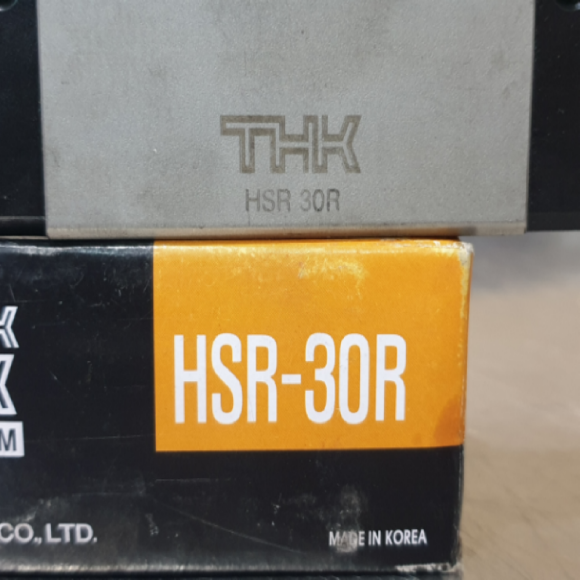 THK
HSR 30R
HSR-30R
CO.,LTD.
MADE IN KOREA